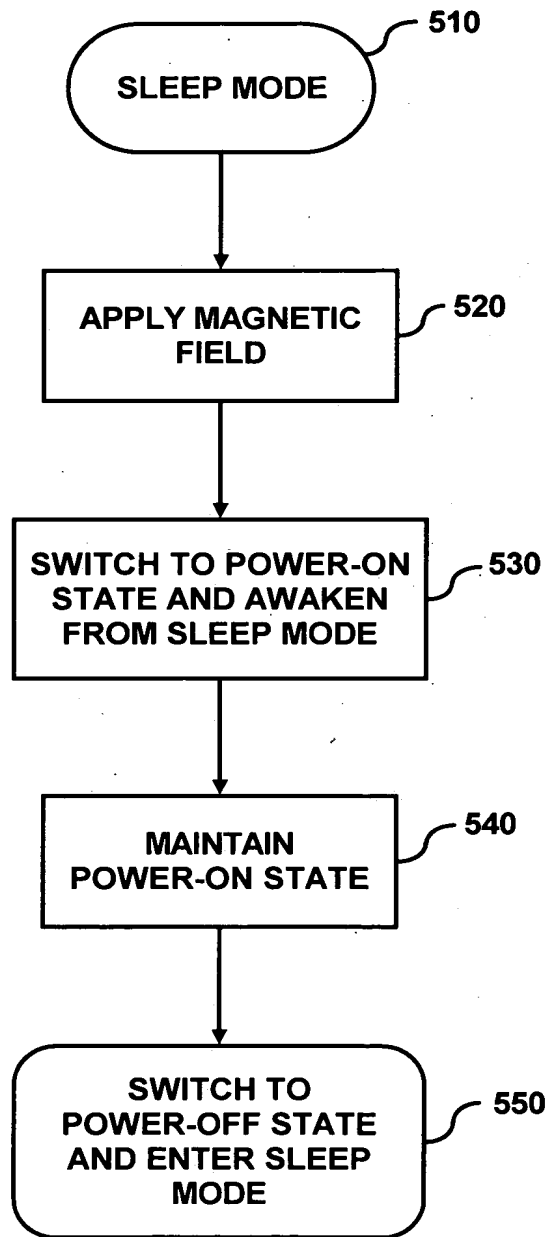 510
SLEEP MODE
520
APPLY MAGNETIC
FIELD
530
SWITCH TO POWER-ON
STATE AND AWAKEN
FROM SLEEP MODE
540
MAINTAIN
POWER-ON STATE
550
SWITCH TO
POWER-OFF STATE
AND ENTER SLEEP
MODE